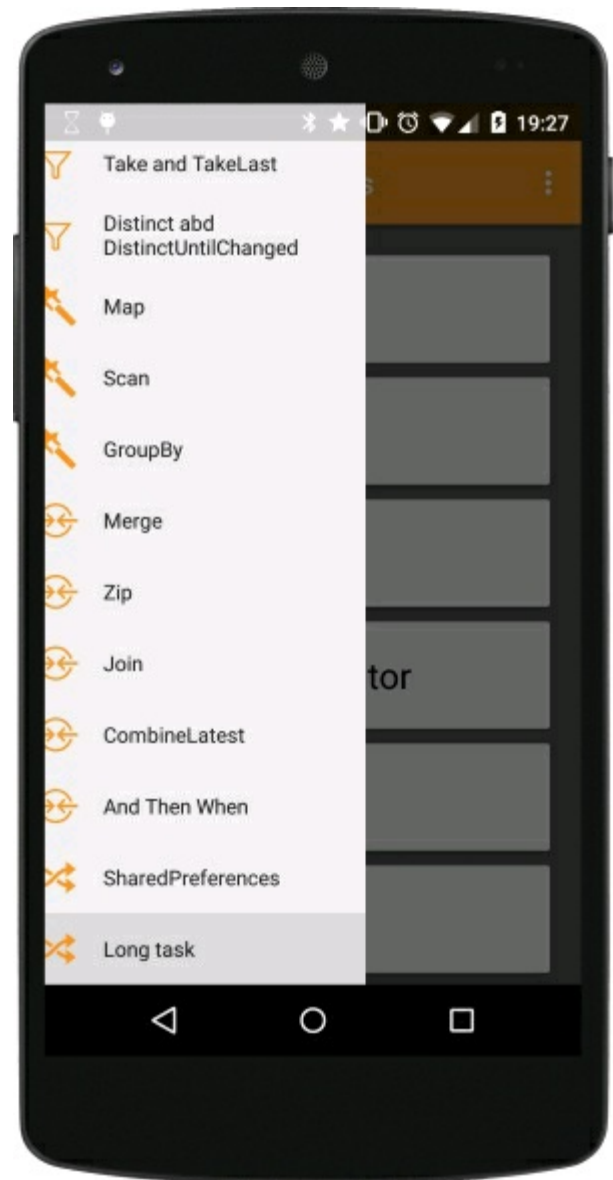 19:27
s
Take and TakeLast
Distinct abd
DistinctUntilChanged
Map
Scan
GroupBy
Merge
Zip
Join
tor
CombineLatest
And Then When
SharedPreferences
Long task